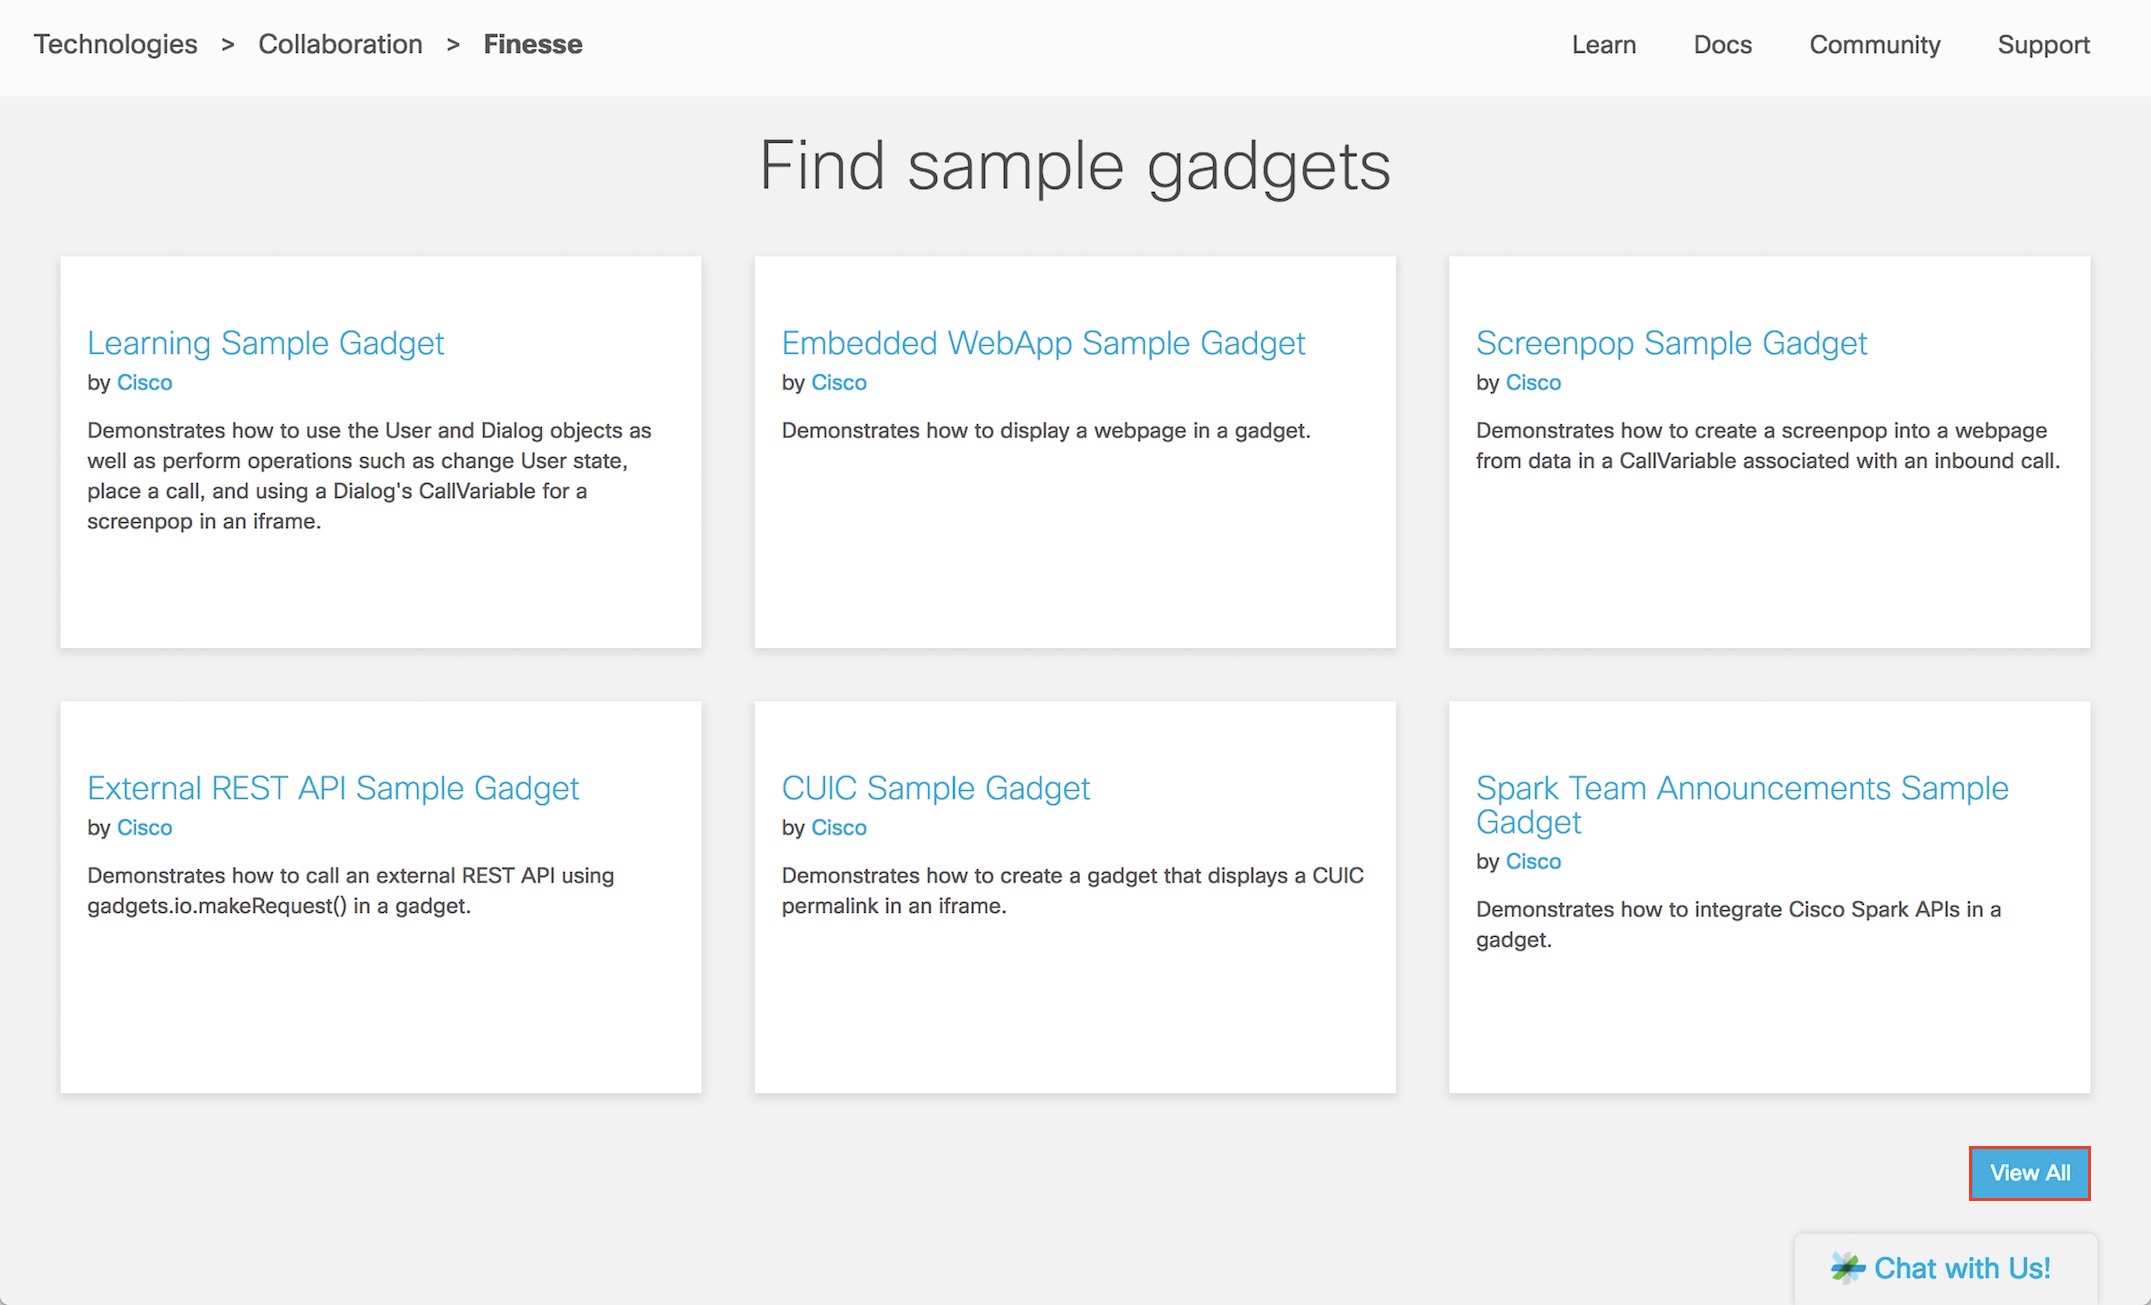 Technologies > Collaboration > Finesse
Learn Docs Community Support
Find sample gadgets
Learning Sample Gadget
by Cisco
Demonstrates how to use the User and Dialog objects as
well as perform operations such as change User state,
place a call, and using a Dialog's CallVariable for a
screenpop in an iframe.
Embedded WebApp Sample Gadget
by Cisco
Demonstrates how to display a webpage in a gadget.
Screenpop Sample Gadget
by Cisco
Demonstrates how to create a screenpop into a webpage
from data in a CallVariable associated with an inbound call.
External REST API Sample Gadget
by Cisco
Demonstrates how to call an external REST API using
gadgets.io.makeRequest() in a gadget.
CUIC Sample Gadget
by Cisco
Demonstrates how to create a gadget that displays a CUIC
permalink in an iframe.
Spark Team Announcements Sample
Gadget
by Cisco
Demonstrates how to integrate Cisco Spark APIs in a
gadget.
View All
Chat with Us!